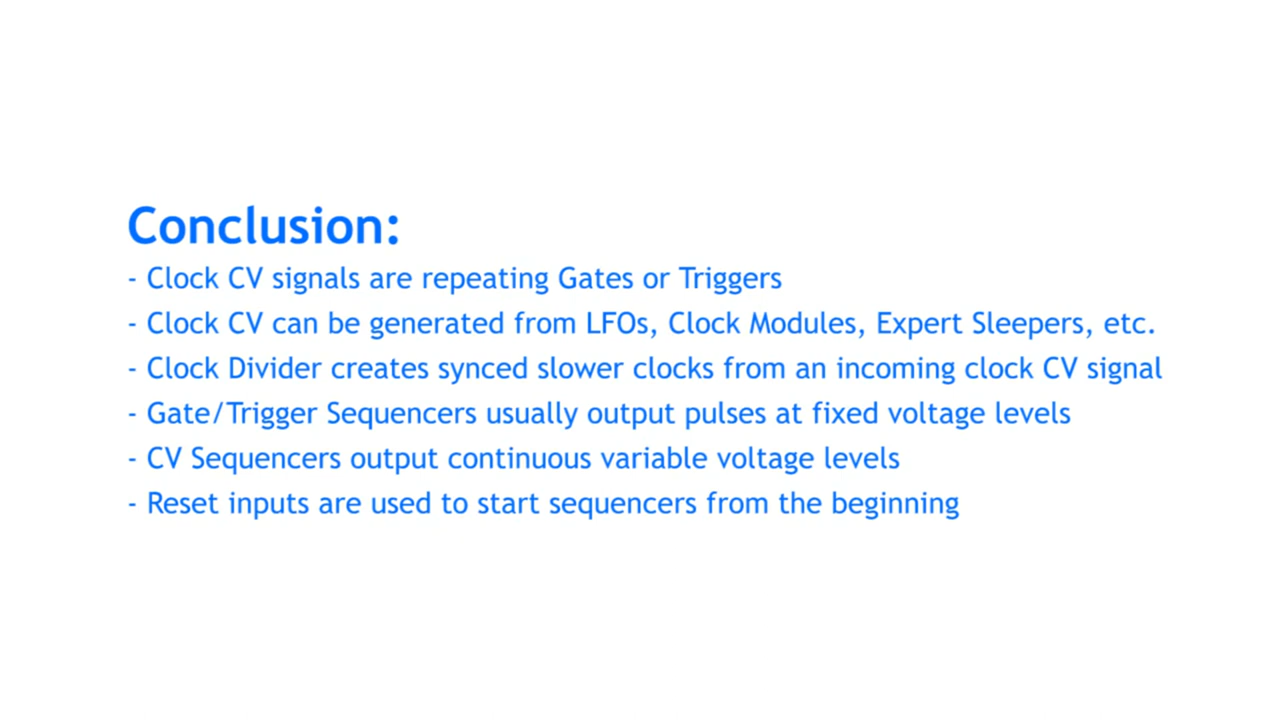 Conclusion:
- Clock CV signals are repeating Gates or Triggers
- Clock CV can be generated from LFOs, Clock Modules, Expert Sleepers, etc.
- Clock Divider creates synced slower clocks from an incoming clock CV signal
- Gate/Trigger Sequencers usually output pulses at fixed voltage levels
- CV Sequencers output continuous variable voltage levels
- Reset inputs are used to start sequencers from the beginning